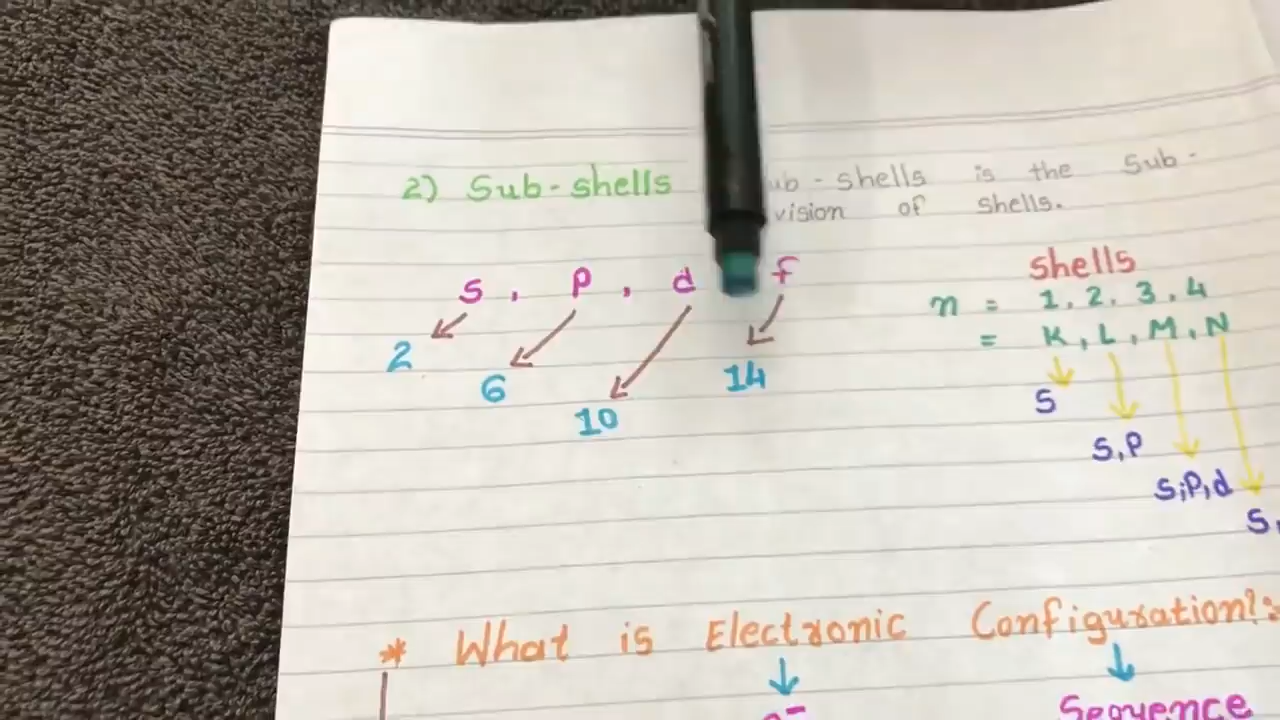 2) Sub-shells ub-shells is the Sub-
vision of shells.
s, p, d f
2 6 10 14
shells
n = 1, 2, 3, 4
= K, L, M, N
S
S, P
S, P, d
S,
* What is Electronic Configuration?:
e-
Sequence